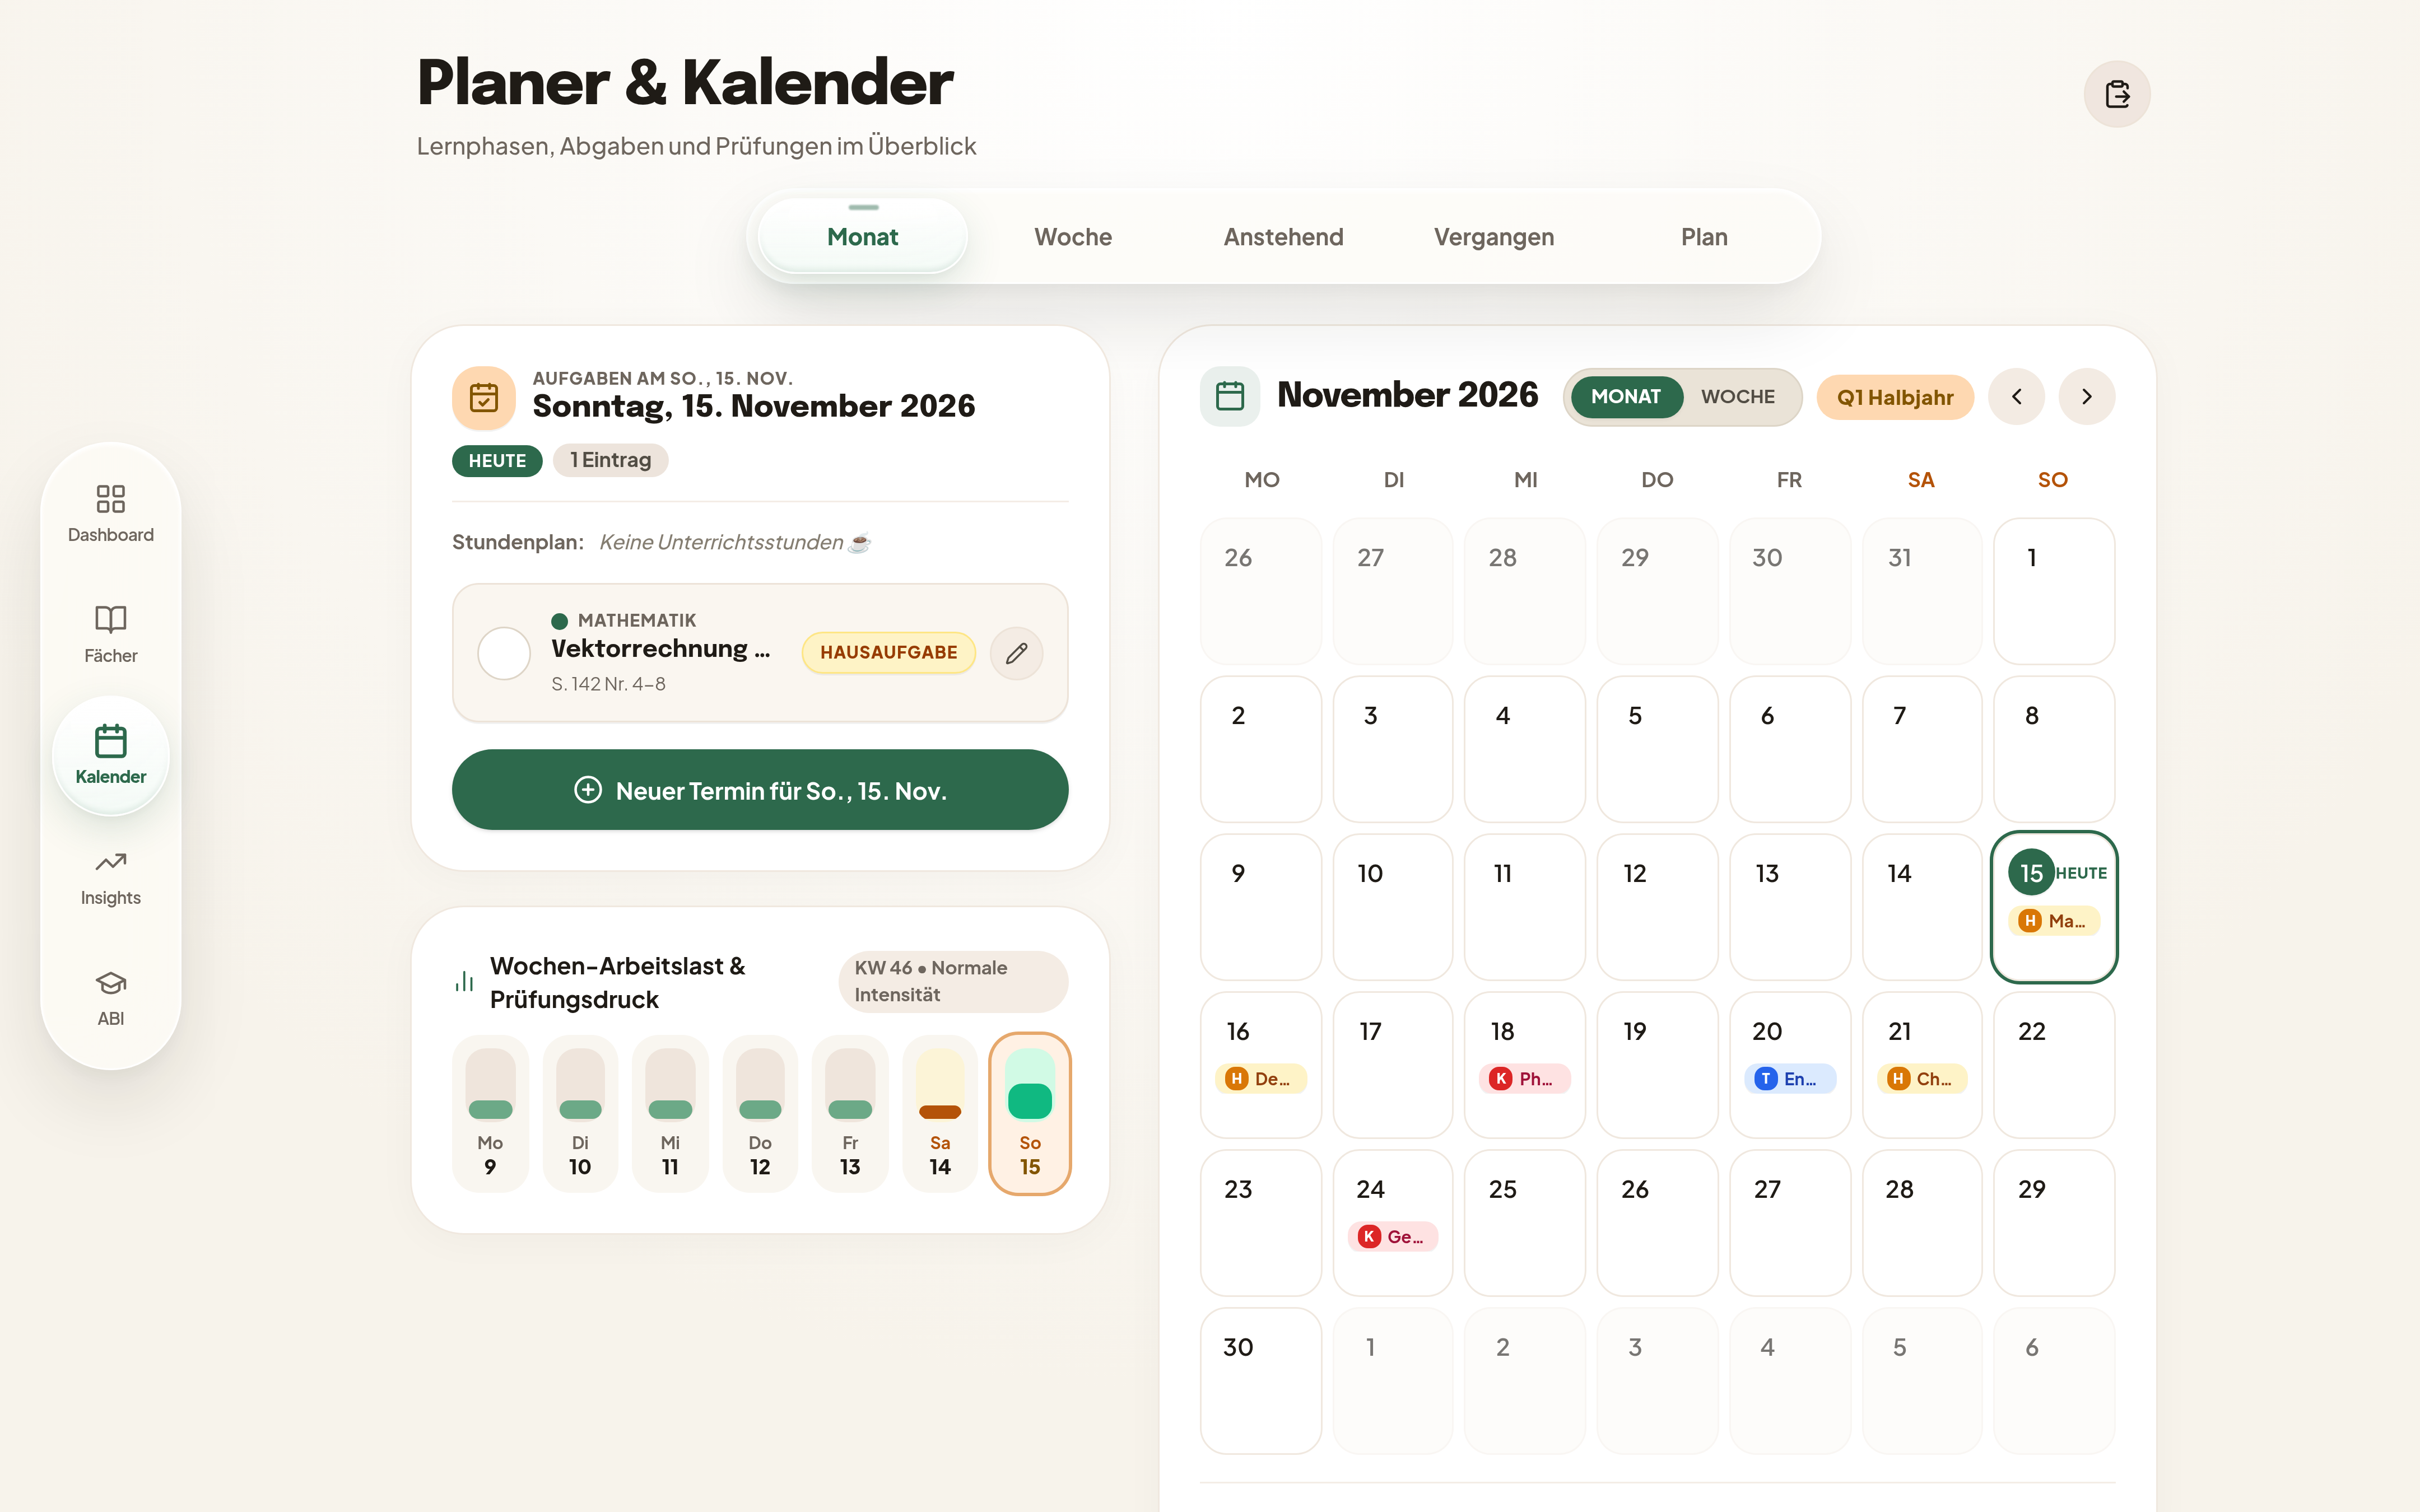 Planer & Kalender
Lernphasen, Abgaben und Prüfungen im Überblick
Monat
Woche
Anstehend
Vergangen
Plan
Dashboard
Fächer
Kalender
Insights
ABI
AUFGABEN AM SO., 15. NOV.
Sonntag, 15. November 2026
HEUTE
1 Eintrag
Stundenplan: Keine Unterrichtsstunden ☕
MATHEMATIK
Vektorrechnung ...
S. 142 Nr. 4–8
HAUSAUFGABE
Neuer Termin für So., 15. Nov.
Wochen-Arbeitslast &
Prüfungsdruck
KW 46 • Normale
Intensität
Mo Di Mi Do Fr Sa So
9 10 11 12 13 14 15
November 2026
MONAT WOCHE
Q1 Halbjahr
MO DI MI DO FR SA SO
26 27 28 29 30 31 1
2 3 4 5 6 7 8
9 10 11 12 13 14 15 HEUTE
H Ma...
16 17 18 19 20 21 22
H De... K Ph... T En... H Ch...
23 24 25 26 27 28 29
K Ge...
30 1 2 3 4 5 6